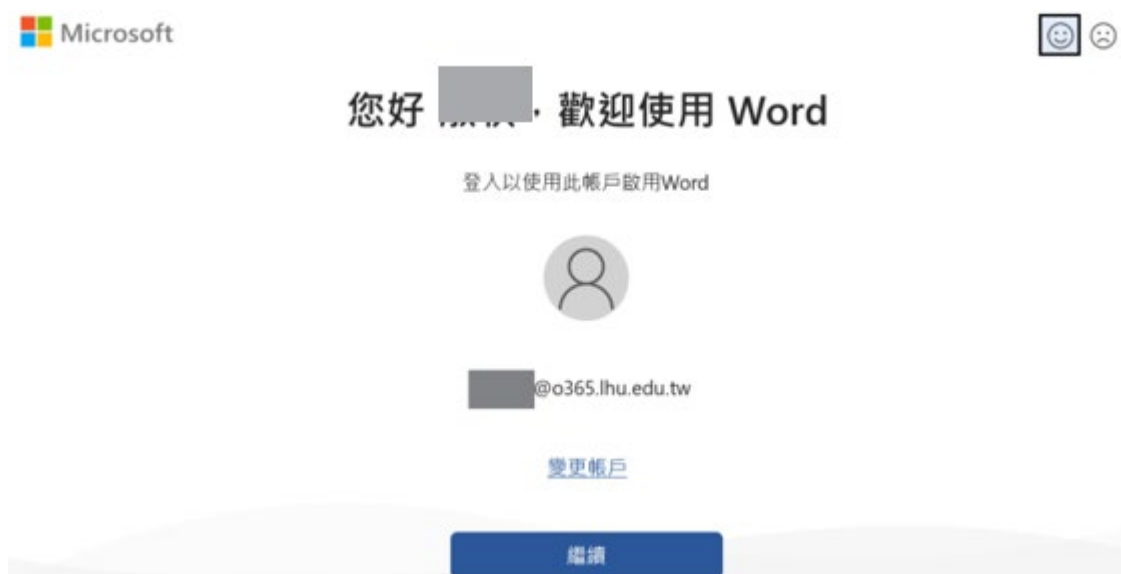 Microsoft
您好 · 歡迎使用 Word
登入以使用此帳戶啟用Word
@o365.lhu.edu.tw
變更帳戶
繼續